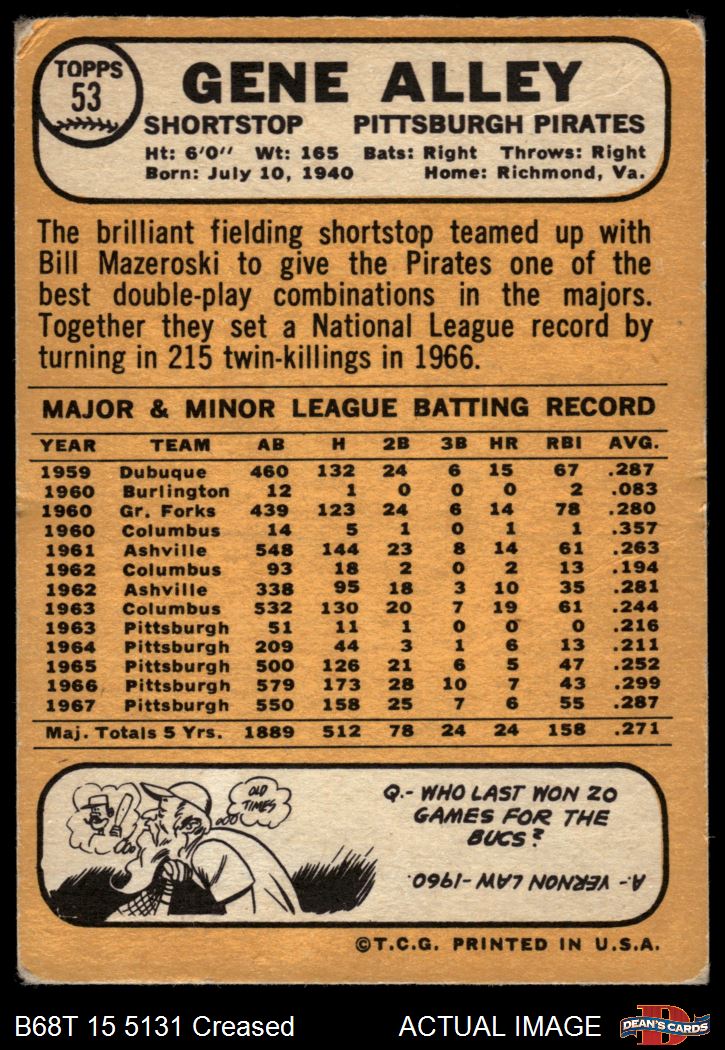 TOPPS
53
GENE ALLEY
SHORTSTOP PITTSBURGH PIRATES
Ht: 6'0'' Wt: 165 Bats: Right Throws: Right
Born: July 10, 1940 Home: Richmond, Va.
The brilliant fielding shortstop teamed up with
Bill Mazeroski to give the Pirates one of the
best double-play combinations in the majors.
Together they set a National League record by
turning in 215 twin-killings in 1966.
MAJOR & MINOR LEAGUE BATTING RECORD
YEAR TEAM AB H 2B 3B HR RBI AVG.
1959 Dubuque 460 132 24 6 15 67 .287
1960 Burlington 12 1 0 0 0 2 .083
1960 Gr. Forks 439 123 24 6 14 78 .280
1960 Columbus 14 5 1 0 1 1 .357
1961 Ashville 548 144 23 8 14 61 .263
1962 Columbus 93 18 2 0 2 13 .194
1962 Ashville 338 95 18 3 10 35 .281
1963 Columbus 532 130 20 7 19 61 .244
1963 Pittsburgh 51 11 1 0 0 0 .216
1964 Pittsburgh 209 44 3 1 6 13 .211
1965 Pittsburgh 500 126 21 6 5 47 .252
1966 Pittsburgh 579 173 28 10 7 43 .299
1967 Pittsburgh 550 158 25 7 6 55 .287
Maj. Totals 5 Yrs. 1889 512 78 24 24 158 .271
OLD
TIMES
Q.- WHO LAST WON 20
GAMES FOR THE
BUCS?
A. VERNON LAW -1960.
©T.C.G. PRINTED IN U.S.A.
B68T 15 5131 Creased ACTUAL IMAGE
D
DEAN'S CARDS